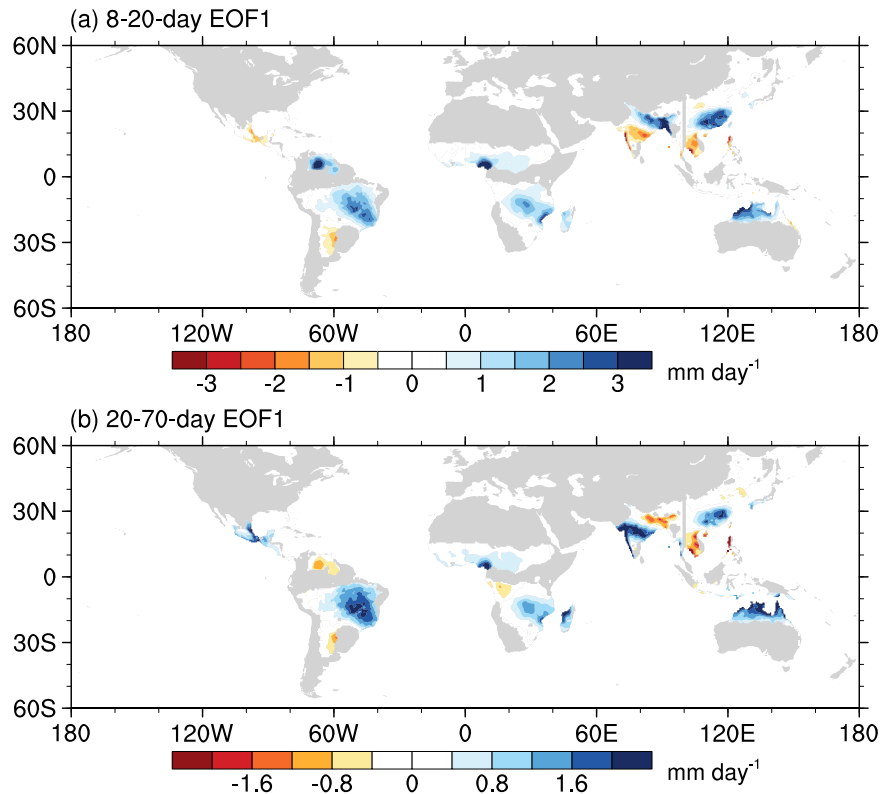 (a) 8-20-day EOF1
60N
30N
0
30S
60S
180 120W 60W 0 60E 120E 180
-3 -2 -1 0 1 2 3 mm day⁻¹
(b) 20-70-day EOF1
60N
30N
0
30S
60S
180 120W 60W 0 60E 120E 180
-1.6 -0.8 0 0.8 1.6 mm day⁻¹